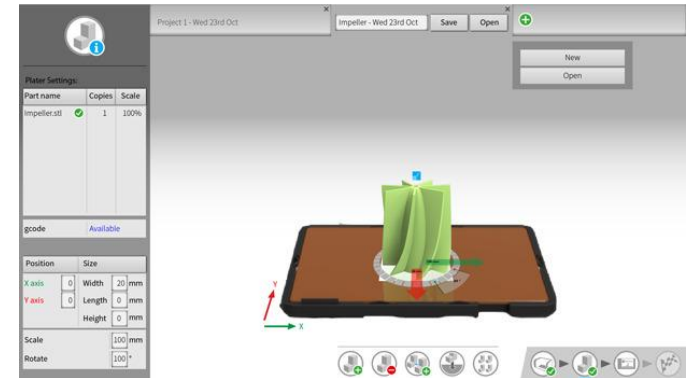 Project 1 - Wed 23rd Oct
Impeller - Wed 23rd Oct
Save
Open
New
Open
Plater Settings:
Part name Copies Scale
Impeller.stl 1 100%
gcode Available
Position Size
X axis 0 Width 20 mm
Y axis 0 Length 0 mm
Height 0 mm
Scale 100 mm
Rotate 100 °
Y
X